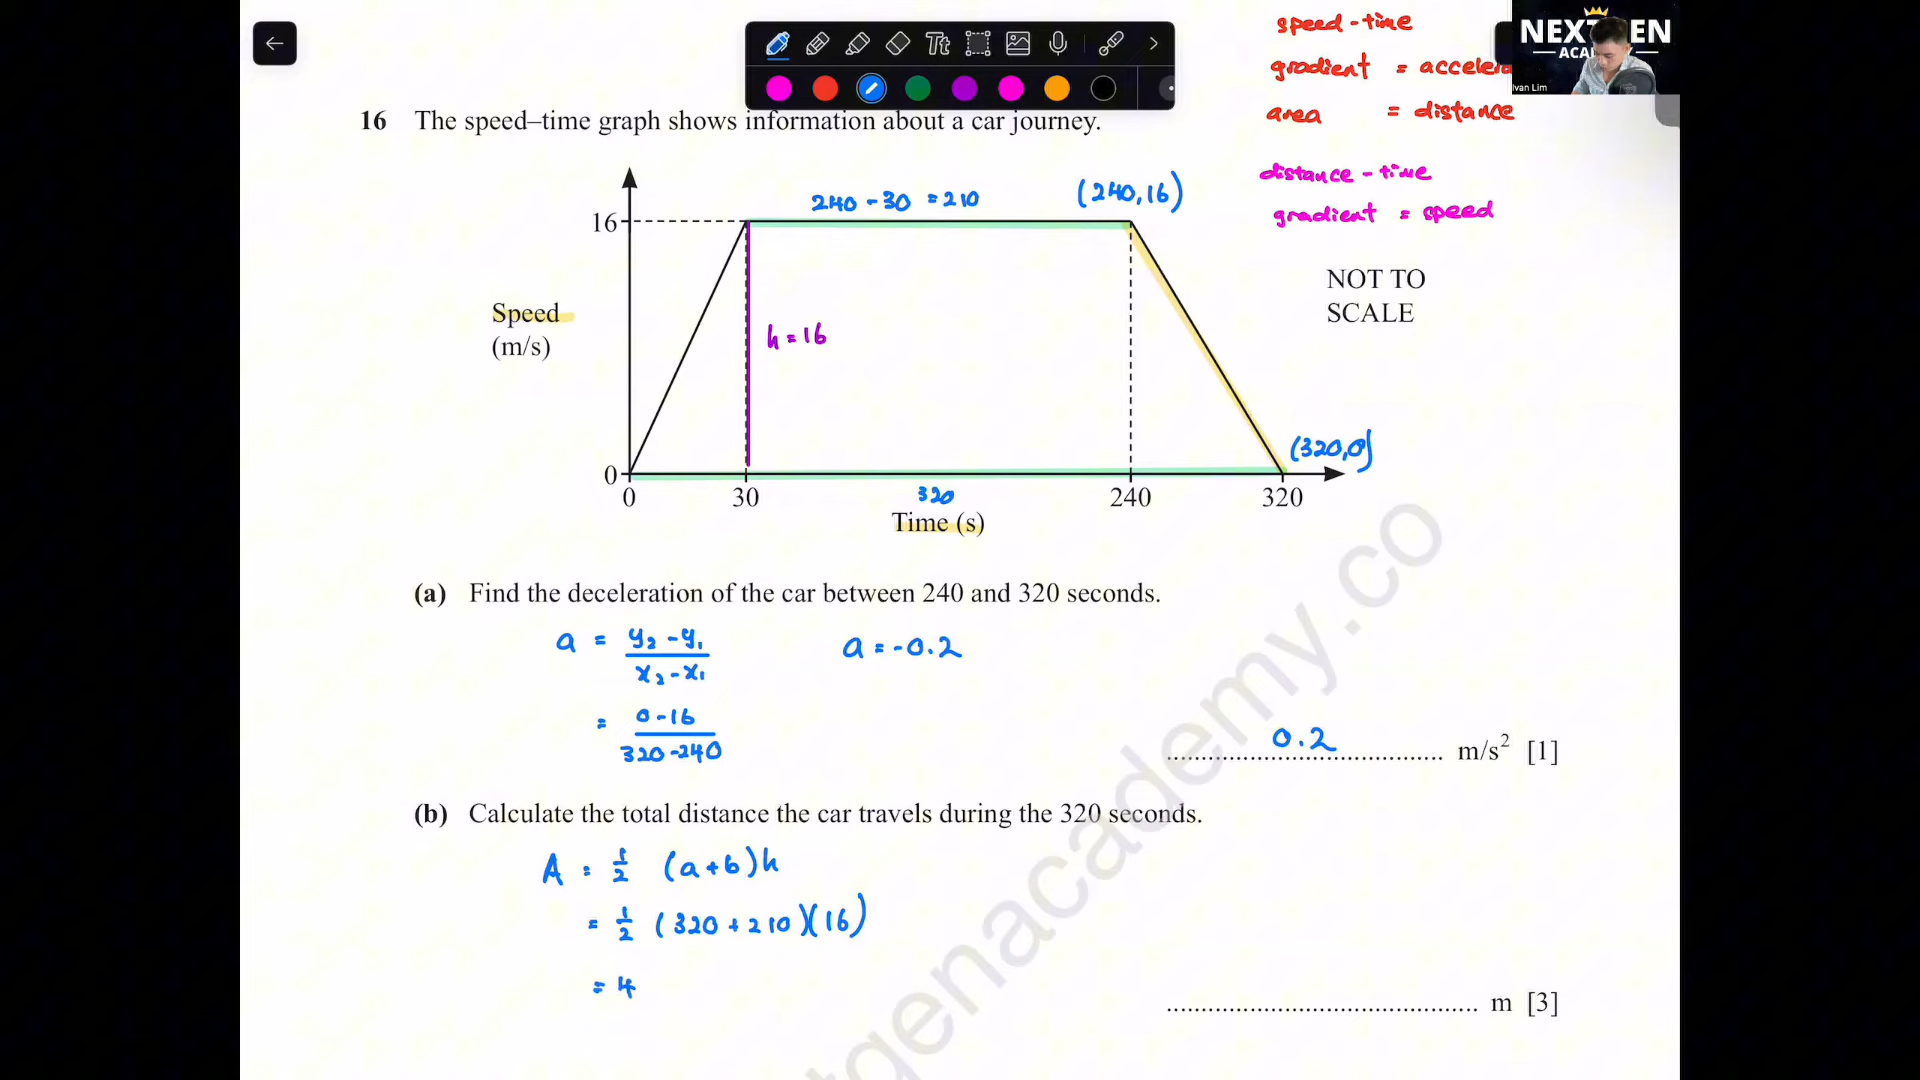 speed-time
gradient = accelera
area = distance
distance-time
gradient = speed
NEXTGEN
ACADEMY
Ivan Lim
Tt
16 The speed–time graph shows information about a car journey.
240 - 30 = 210
(240,16)
16
NOT TO
SCALE
Speed
(m/s)
h = 16
(320,0)
0
0 30 320 240 320
Time (s)
(a) Find the deceleration of the car between 240 and 320 seconds.
a = y₂ - y₁ / x₂ - x₁
a = -0.2
= 0-16 / 320-240
0.2 m/s² [1]
(b) Calculate the total distance the car travels during the 320 seconds.
A = 1/2 (a+b)h
= 1/2 (320 + 210)(16)
= 4
m [3]
tgenacademy.co